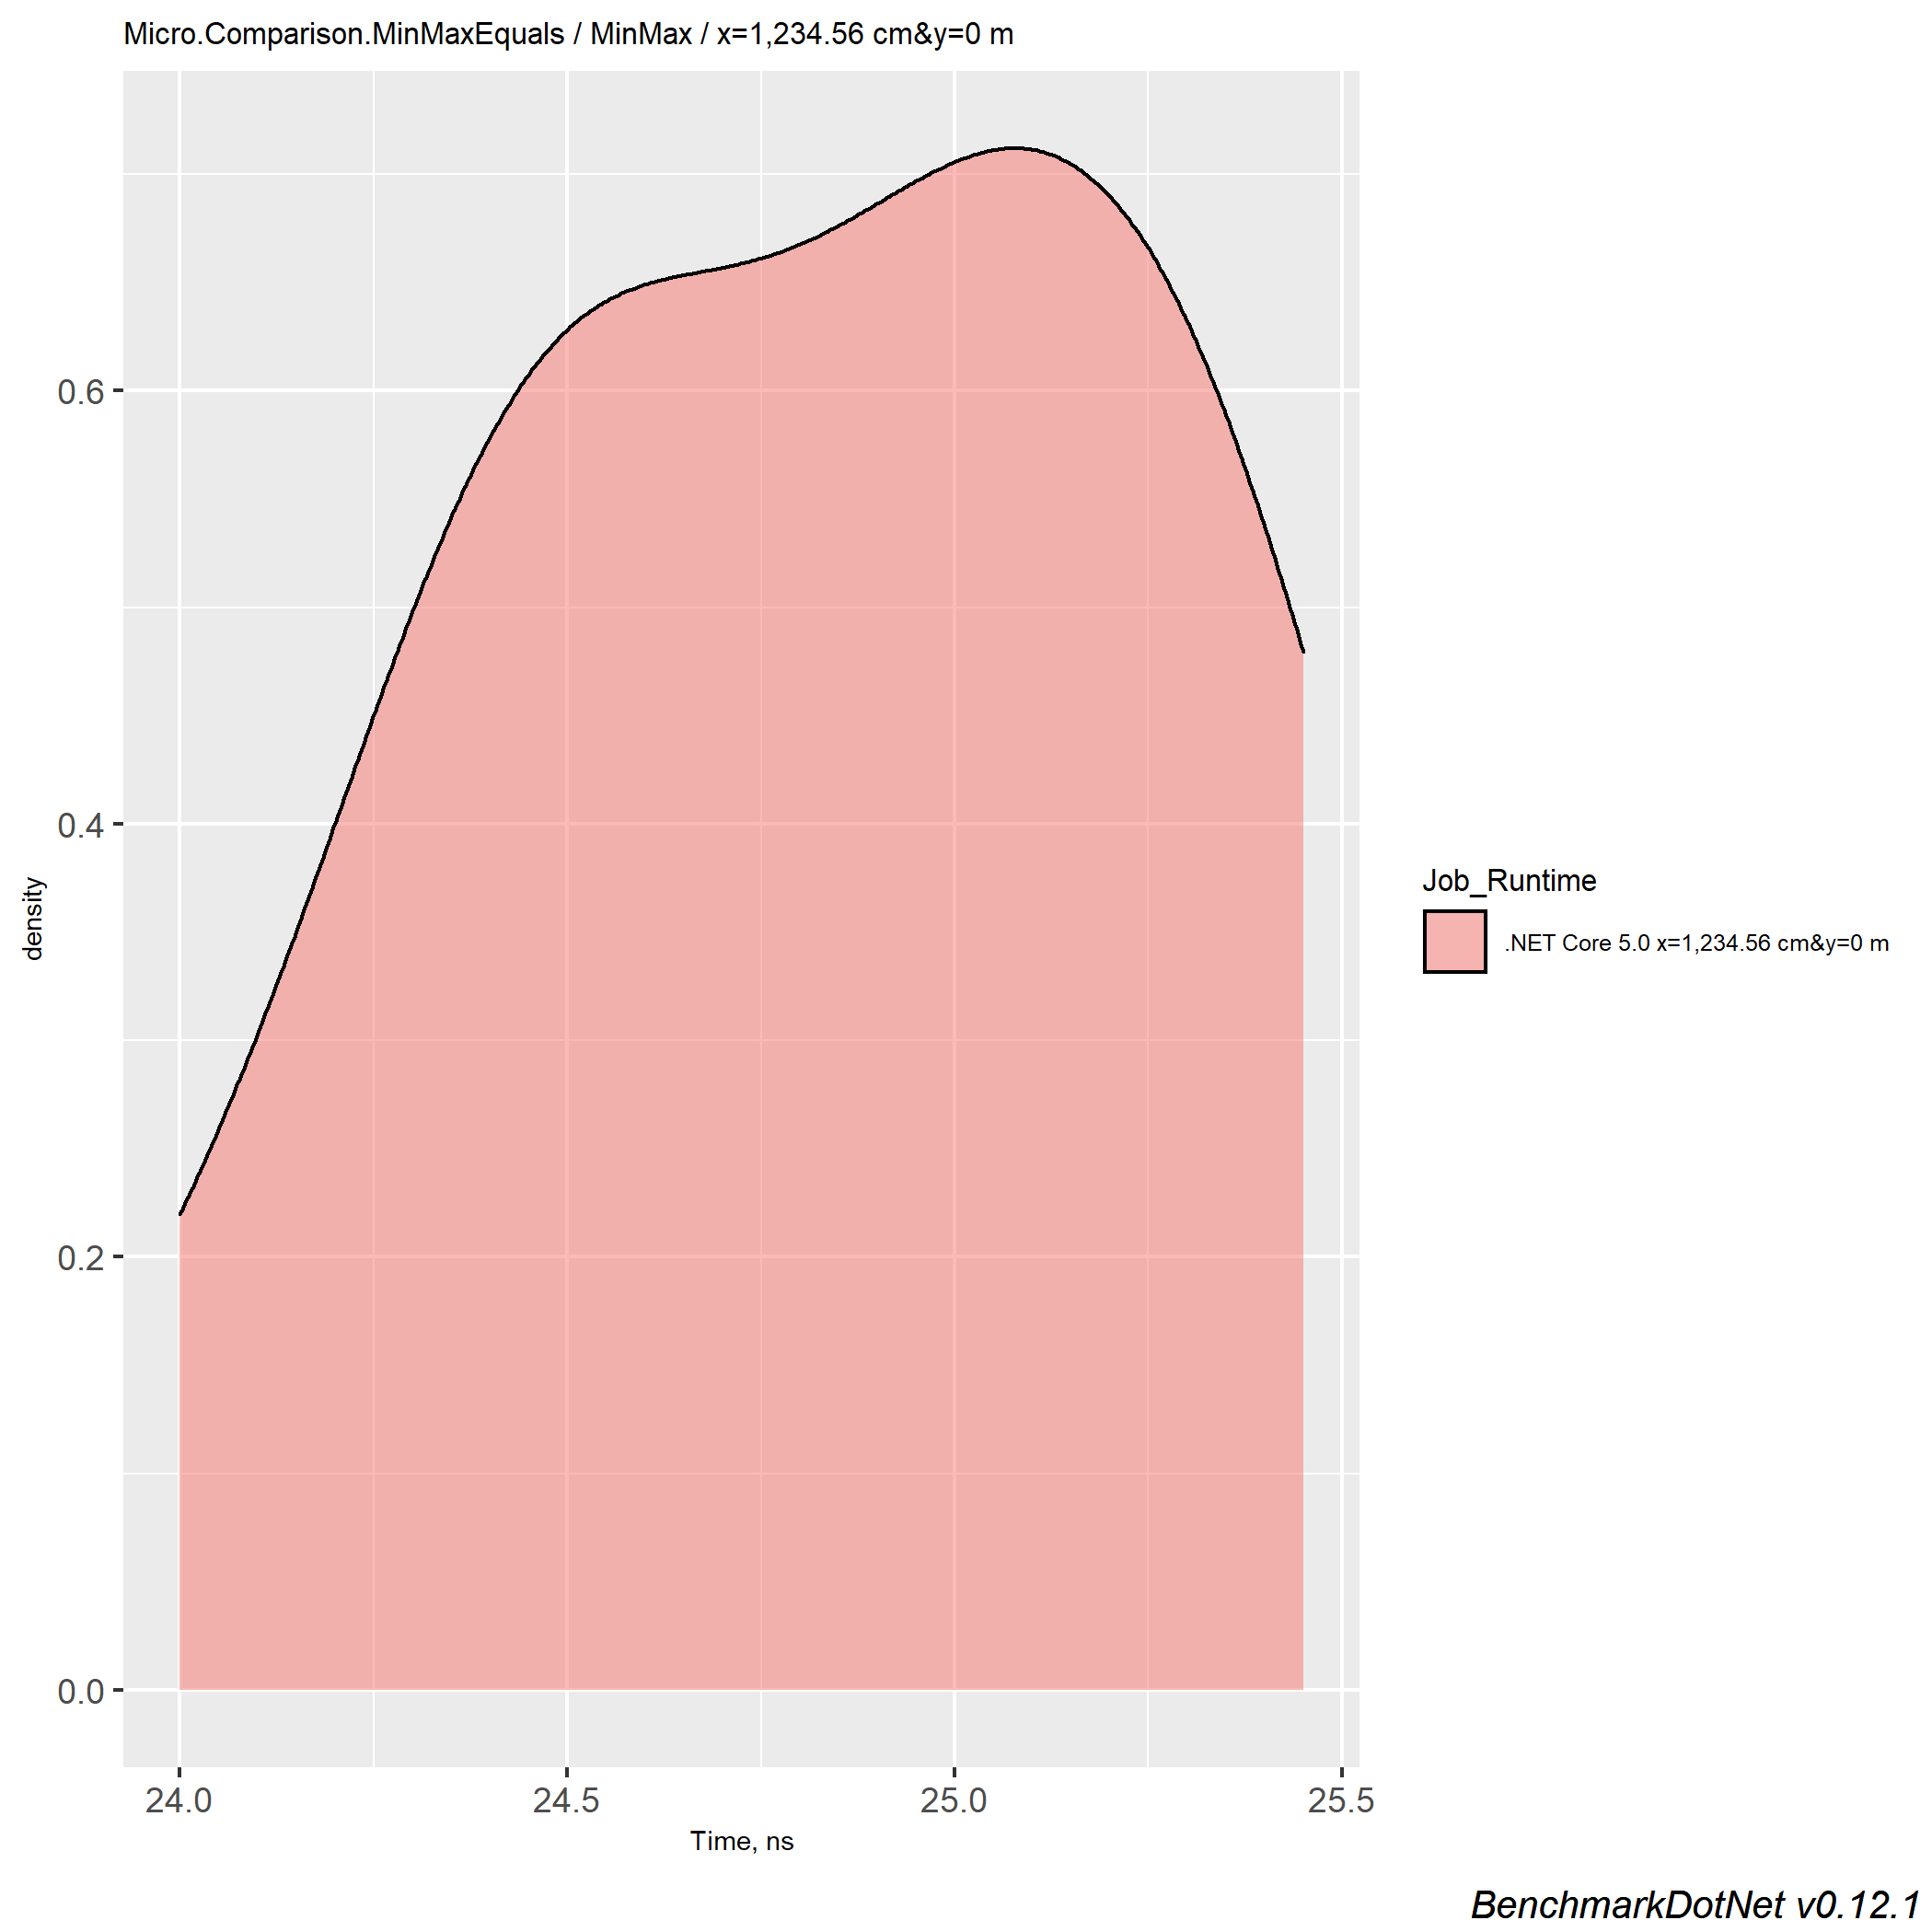 Micro.Comparison.MinMaxEquals / MinMax / x=1,234.56 cm&y=0 m
0.6
0.4
0.2
0.0
density
24.0 24.5 25.0 25.5
Time, ns
Job_Runtime
.NET Core 5.0 x=1,234.56 cm&y=0 m
BenchmarkDotNet v0.12.1